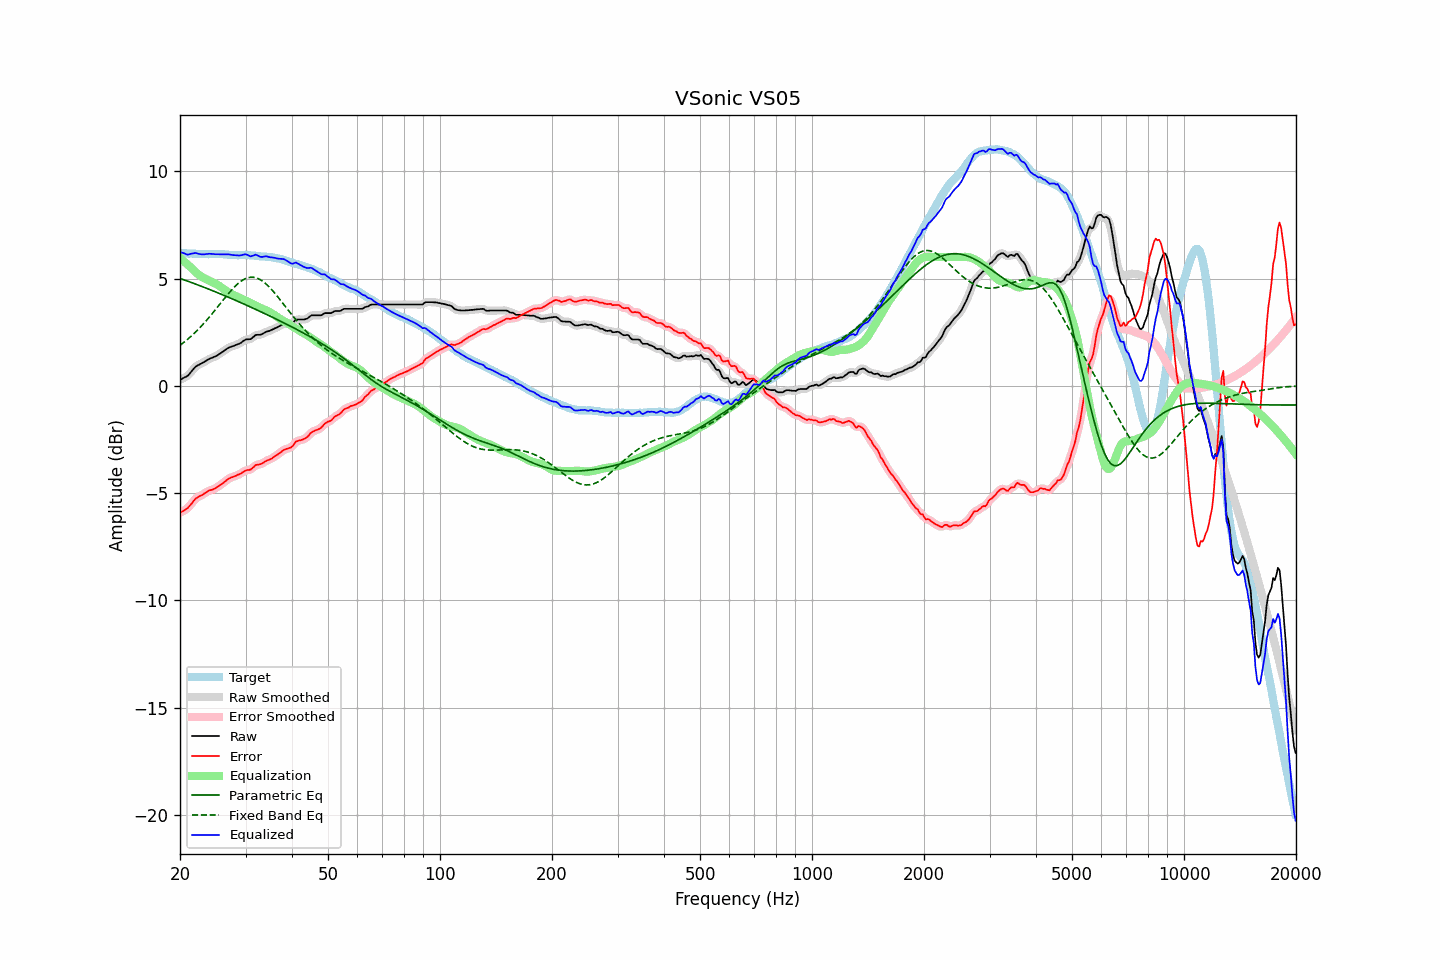 VSonic VS05
Amplitude (dBr)
10
5
0
−5
−10
−15
−20
Target
Raw Smoothed
Error Smoothed
Raw
Error
Equalization
Parametric Eq
Fixed Band Eq
Equalized
20 50 100 200 500 1000 2000 5000 10000 20000
Frequency (Hz)